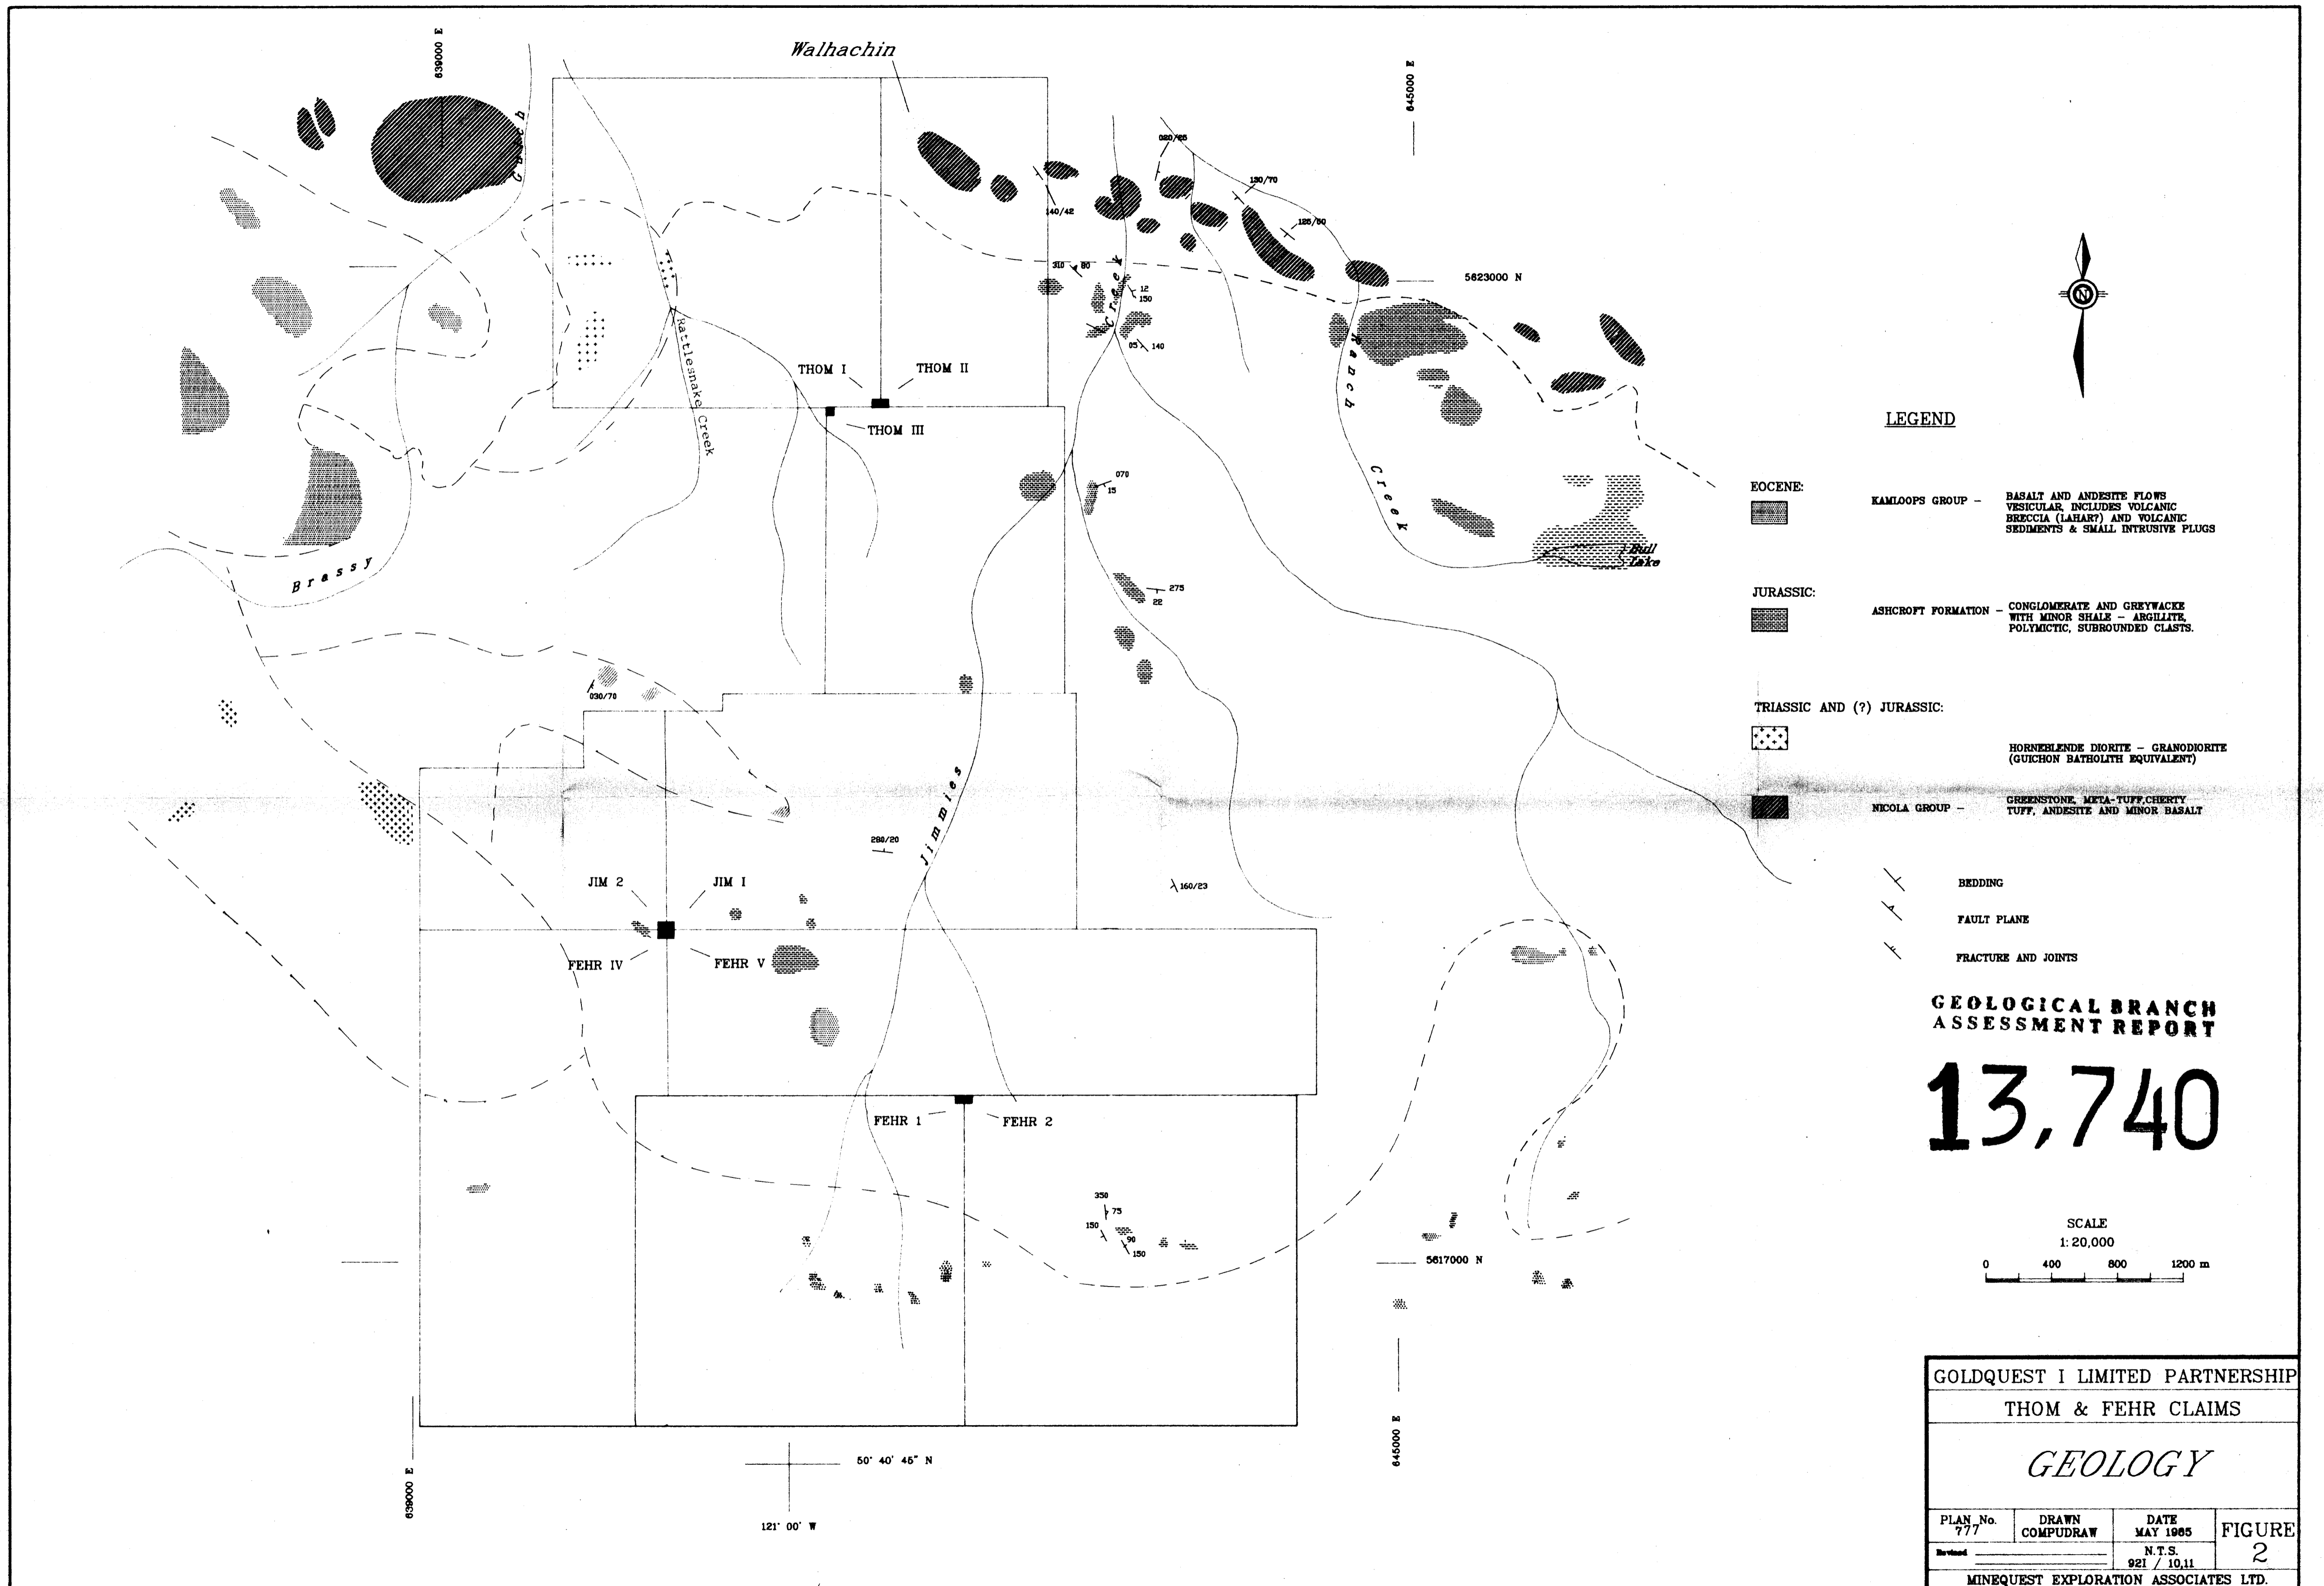 Walhachin
639000 E
645000 E
Gulch
020/25
130/70
140/42
125/50
310 80
5623000 N
12
150
05 140
Creek
Ranch
Creek
Rattlesnake Creek
THOM I
THOM II
THOM III
070
15
Bull
Lake
Brassy
275
22
030/70
Jimmies
280/20
160/23
JIM 2
JIM I
FEHR IV
FEHR V
FEHR 1
FEHR 2
350
75
150
90
150
5617000 N
639000 E
645000 E
50° 40' 45" N
121° 00' W
LEGEND
EOCENE:
KAMLOOPS GROUP – BASALT AND ANDESITE FLOWS
VESICULAR, INCLUDES VOLCANIC
BRECCIA (LAHAR?) AND VOLCANIC
SEDIMENTS & SMALL INTRUSIVE PLUGS
JURASSIC:
ASHCROFT FORMATION – CONGLOMERATE AND GREYWACKE
WITH MINOR SHALE – ARGILLITE,
POLYMICTIC, SUBROUNDED CLASTS.
TRIASSIC AND (?) JURASSIC:
HORNEBLENDE DIORITE – GRANODIORITE
(GUICHON BATHOLITH EQUIVALENT)
NICOLA GROUP – GREENSTONE, META-TUFF,CHERTY
TUFF, ANDESITE AND MINOR BASALT
BEDDING
FAULT PLANE
FRACTURE AND JOINTS
GEOLOGICAL BRANCH
ASSESSMENT REPORT
13,740
SCALE
1: 20,000
0 400 800 1200 m
GOLDQUEST I LIMITED PARTNERSHIP
THOM & FEHR CLAIMS
GEOLOGY
PLAN No.
777
DRAWN
COMPUDRAW
DATE
MAY 1985
FIGURE
2
Revised
N.T.S.
92I / 10,11
MINEQUEST EXPLORATION ASSOCIATES LTD.
N